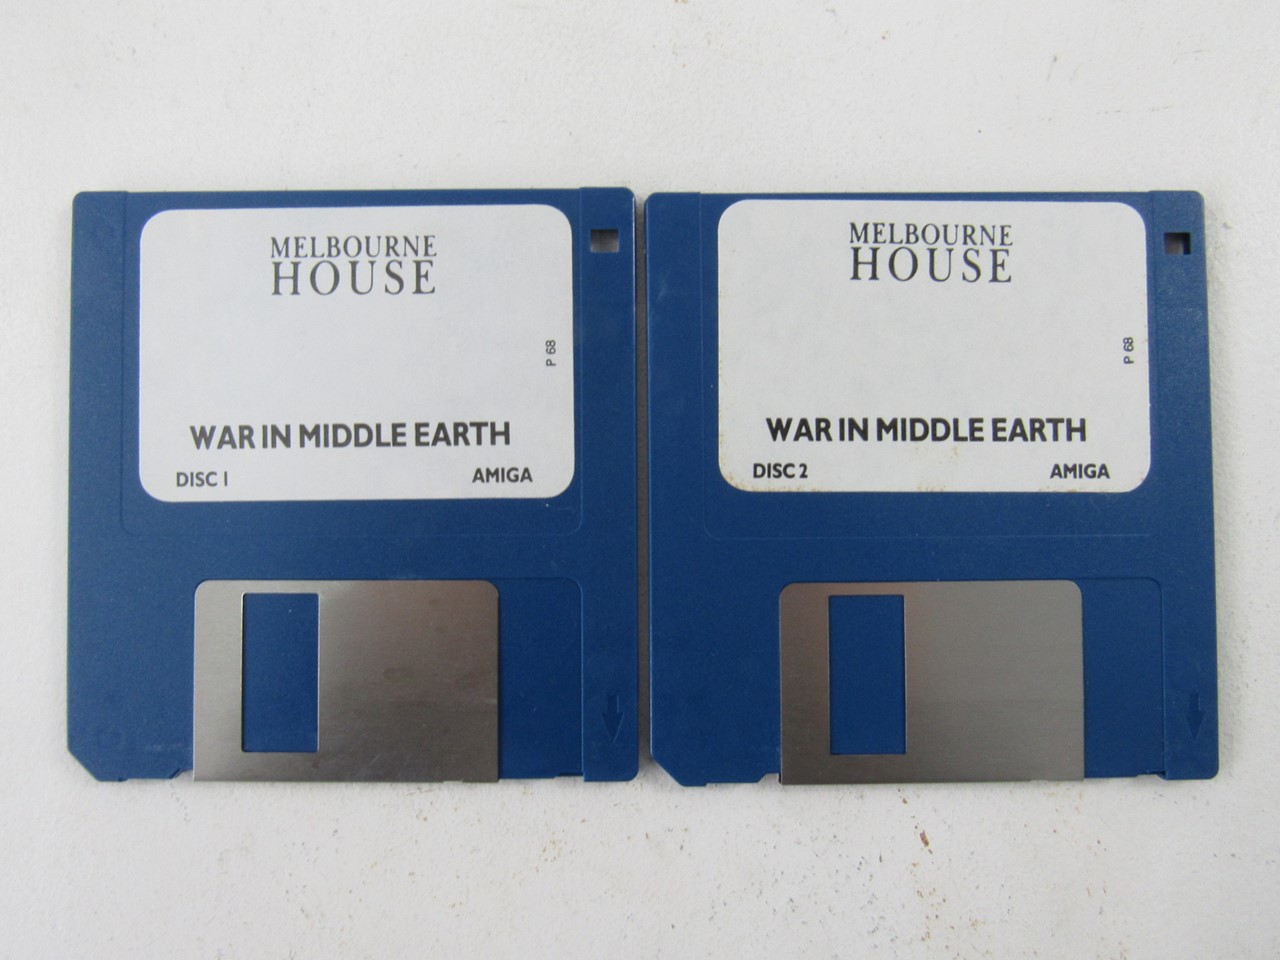 MELBOURNE
HOUSE
P 68
WAR IN MIDDLE EARTH
DISC 1
AMIGA
MELBOURNE
HOUSE
P 68
WAR IN MIDDLE EARTH
DISC 2
AMIGA